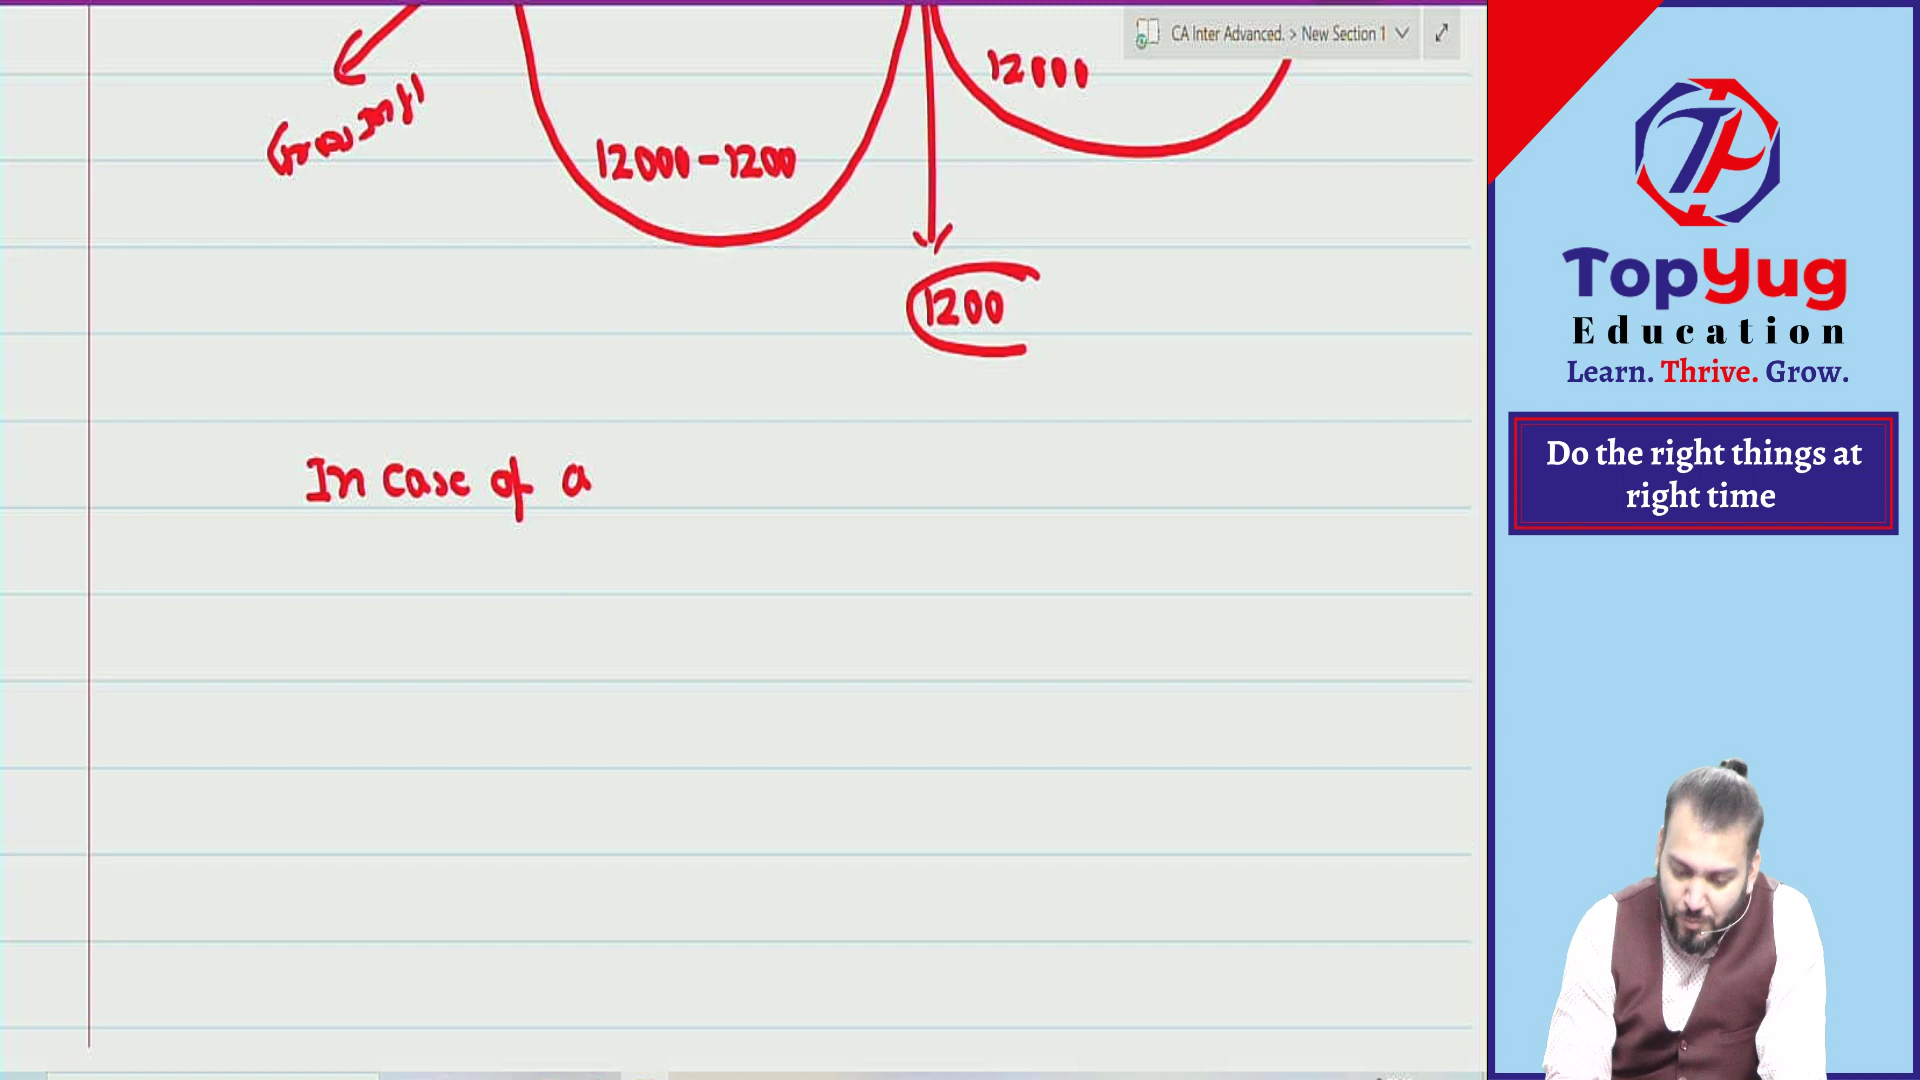 CA Inter Advanced. > New Section 1
12000
12000-1200
1200
In case of a
TopYug
Education
Learn. Thrive. Grow.
Do the right things at
right time